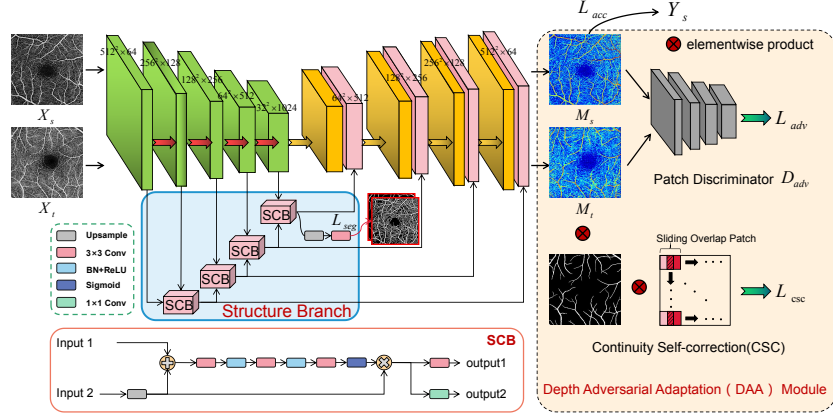 L_acc
Y_s
512²×64
256²×128
128²×256
64²×512
32²×1024
64²×512
128²×256
256²×128
512²×64
elementwise product
X_s
M_s
L_adv
Patch Discriminator D_adv
X_t
M_t
SCB
L_seg
SCB
SCB
SCB
Structure Branch
Upsample
3×3 Conv
BN+ReLU
Sigmoid
1×1 Conv
Sliding Overlap Patch
L_csc
Continuity Self-correction(CSC)
SCB
Input 1
output1
Input 2
output2
Depth Adversarial Adaptation（DAA）Module